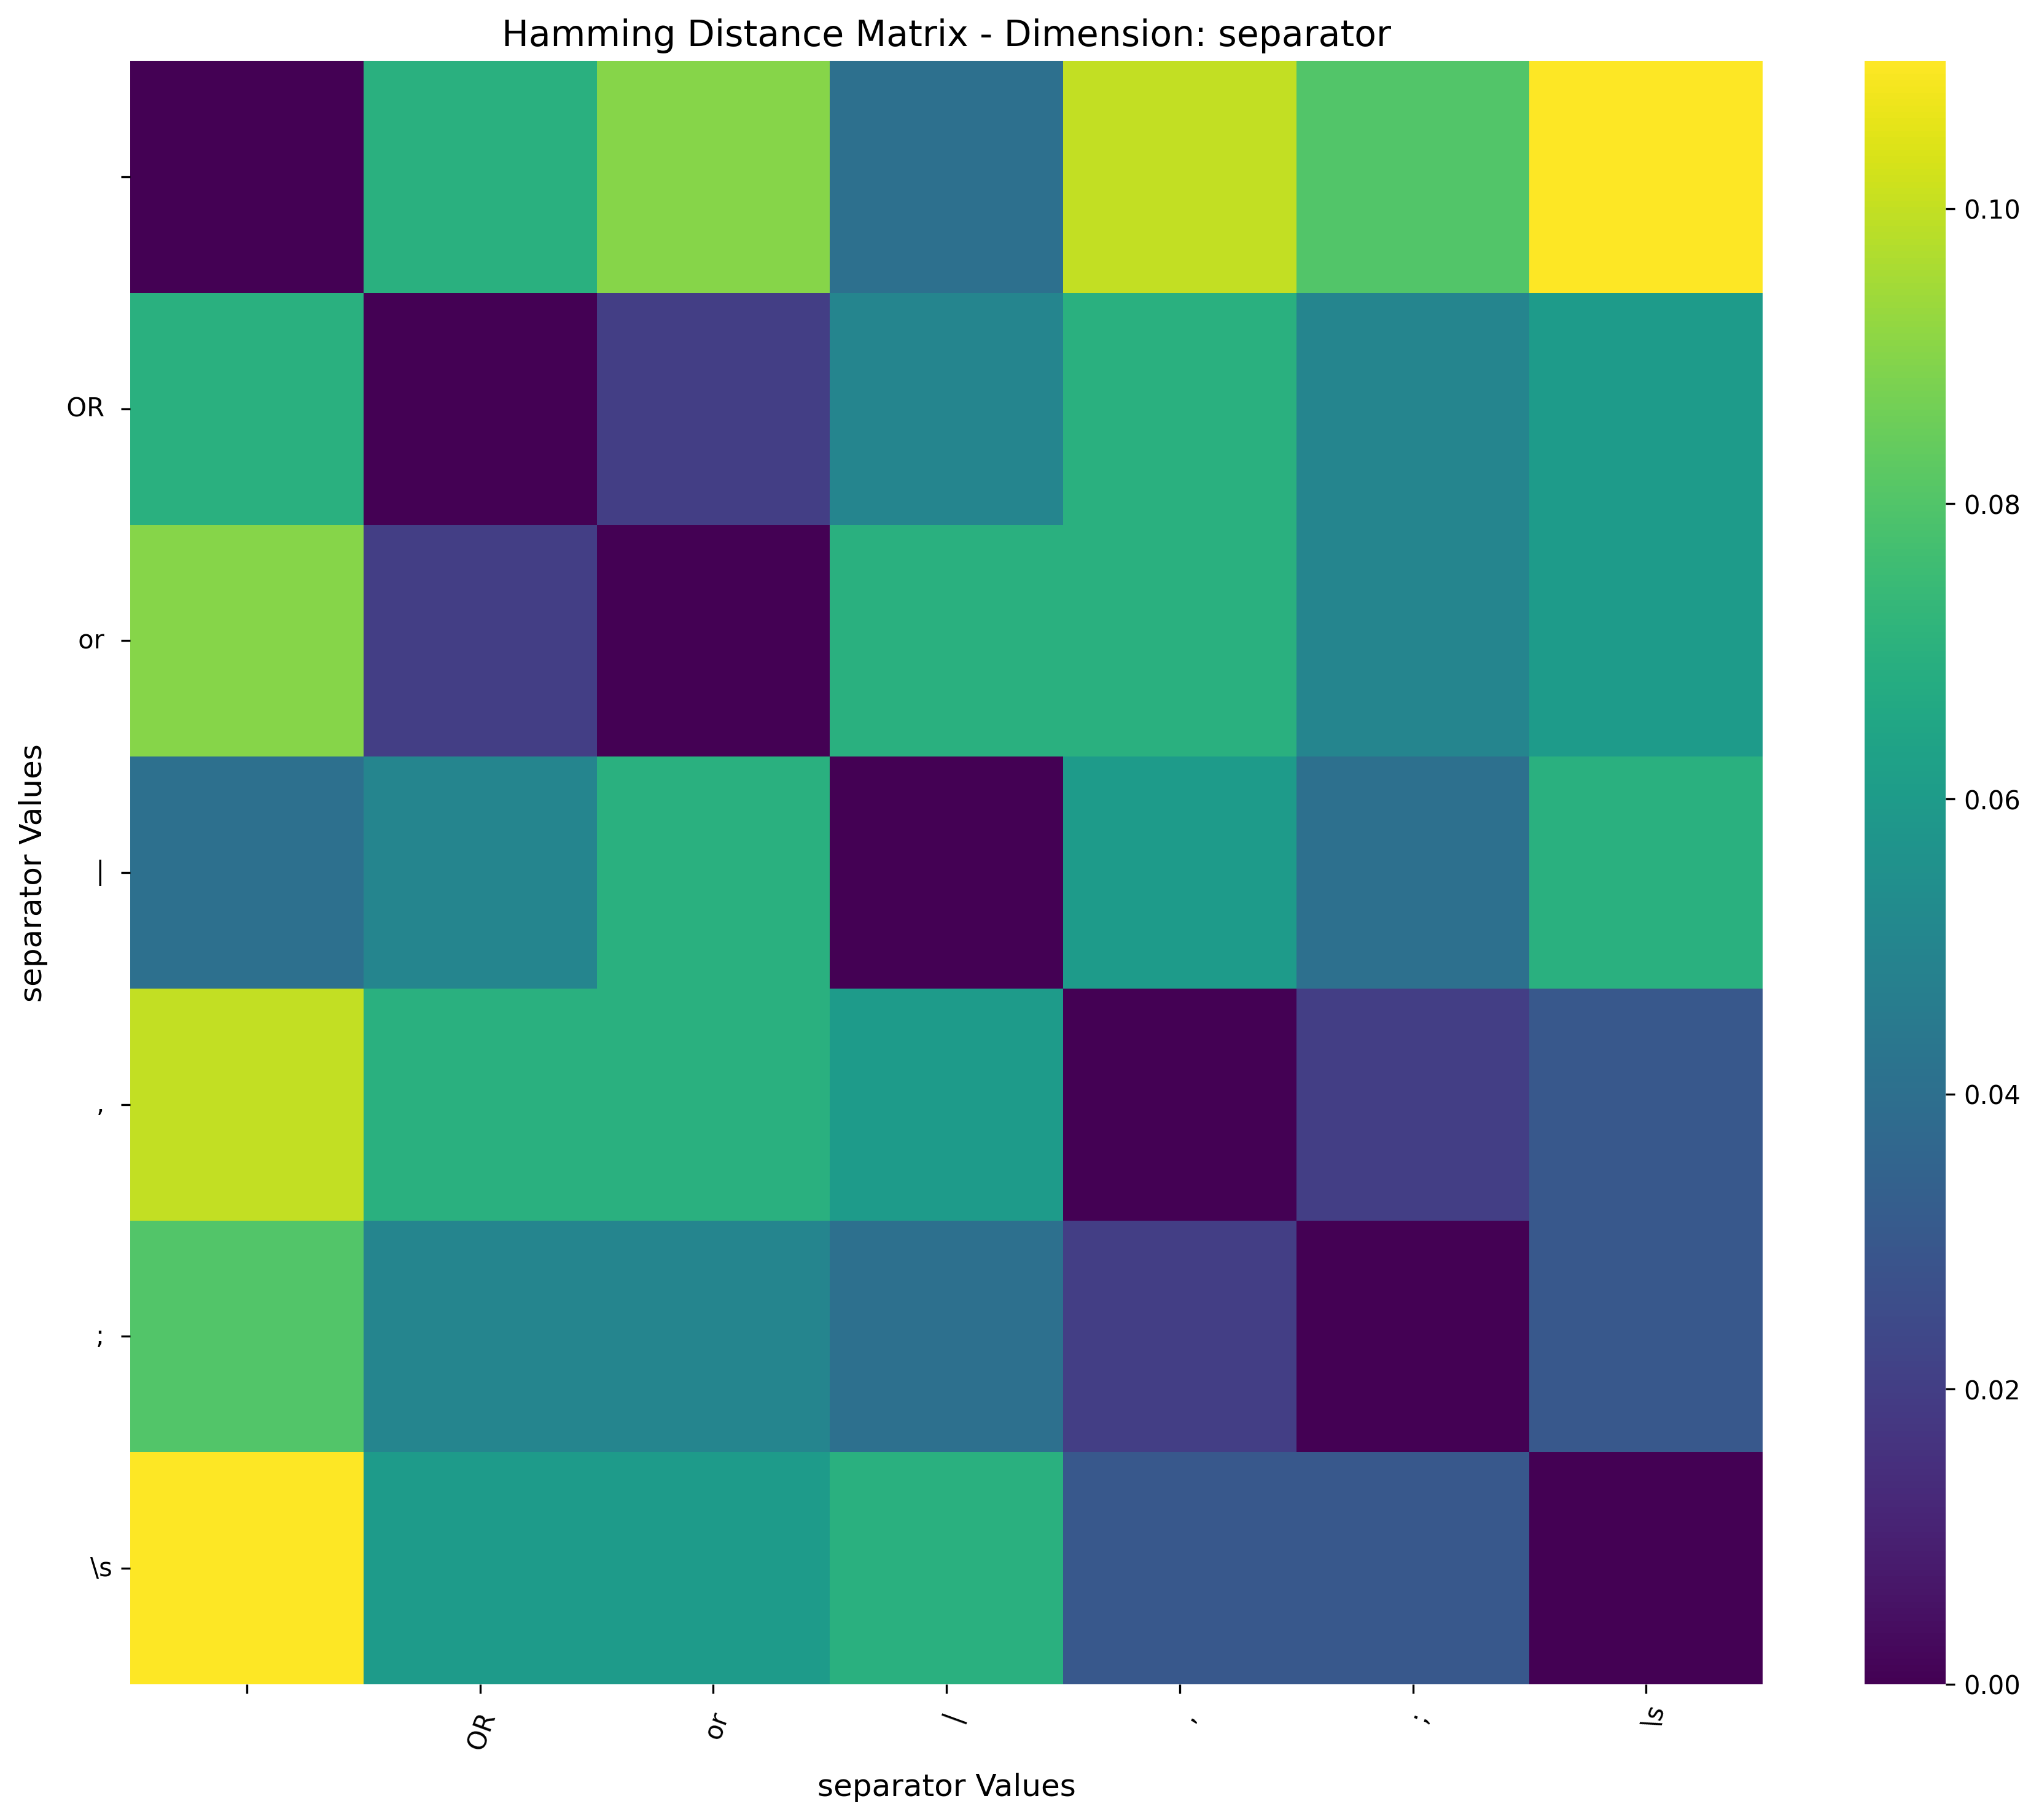 Hamming Distance Matrix - Dimension: separator
separator Values
OR
or
|
,
;
\s
OR
or
|
,
;
\s
separator Values
0.10
0.08
0.06
0.04
0.02
0.00